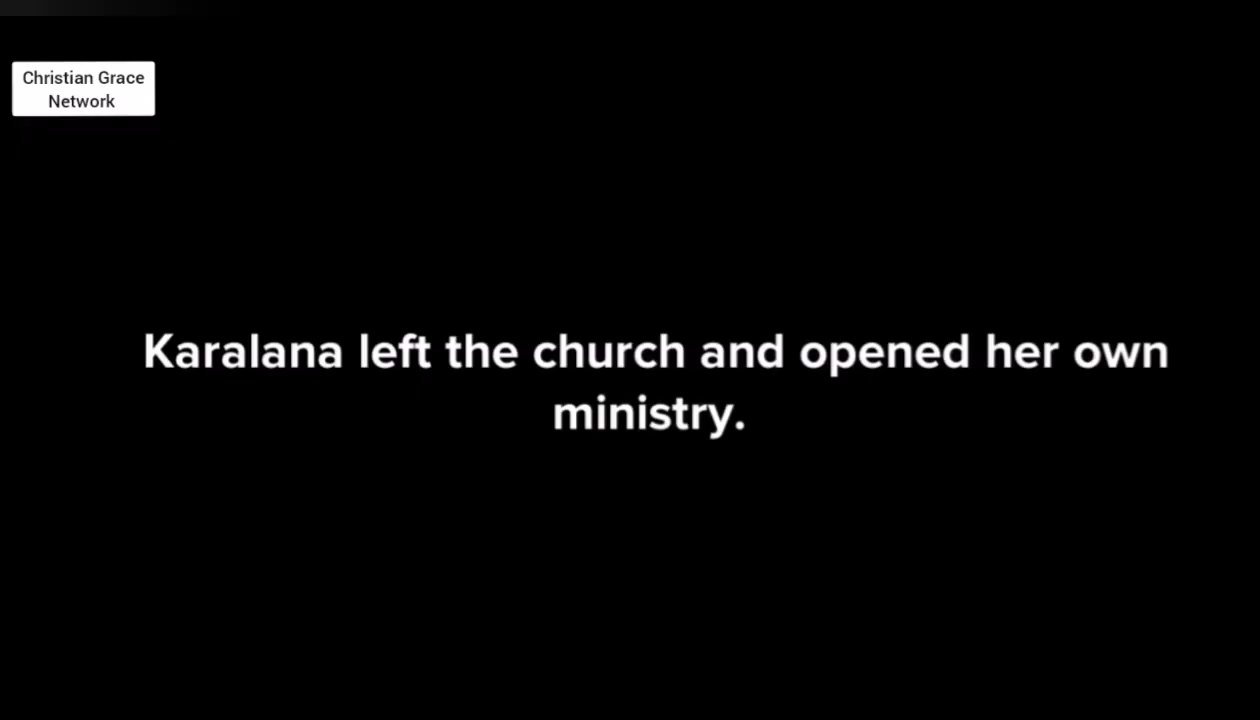 Christian Grace
Network
Karalana left the church and opened her own
ministry.